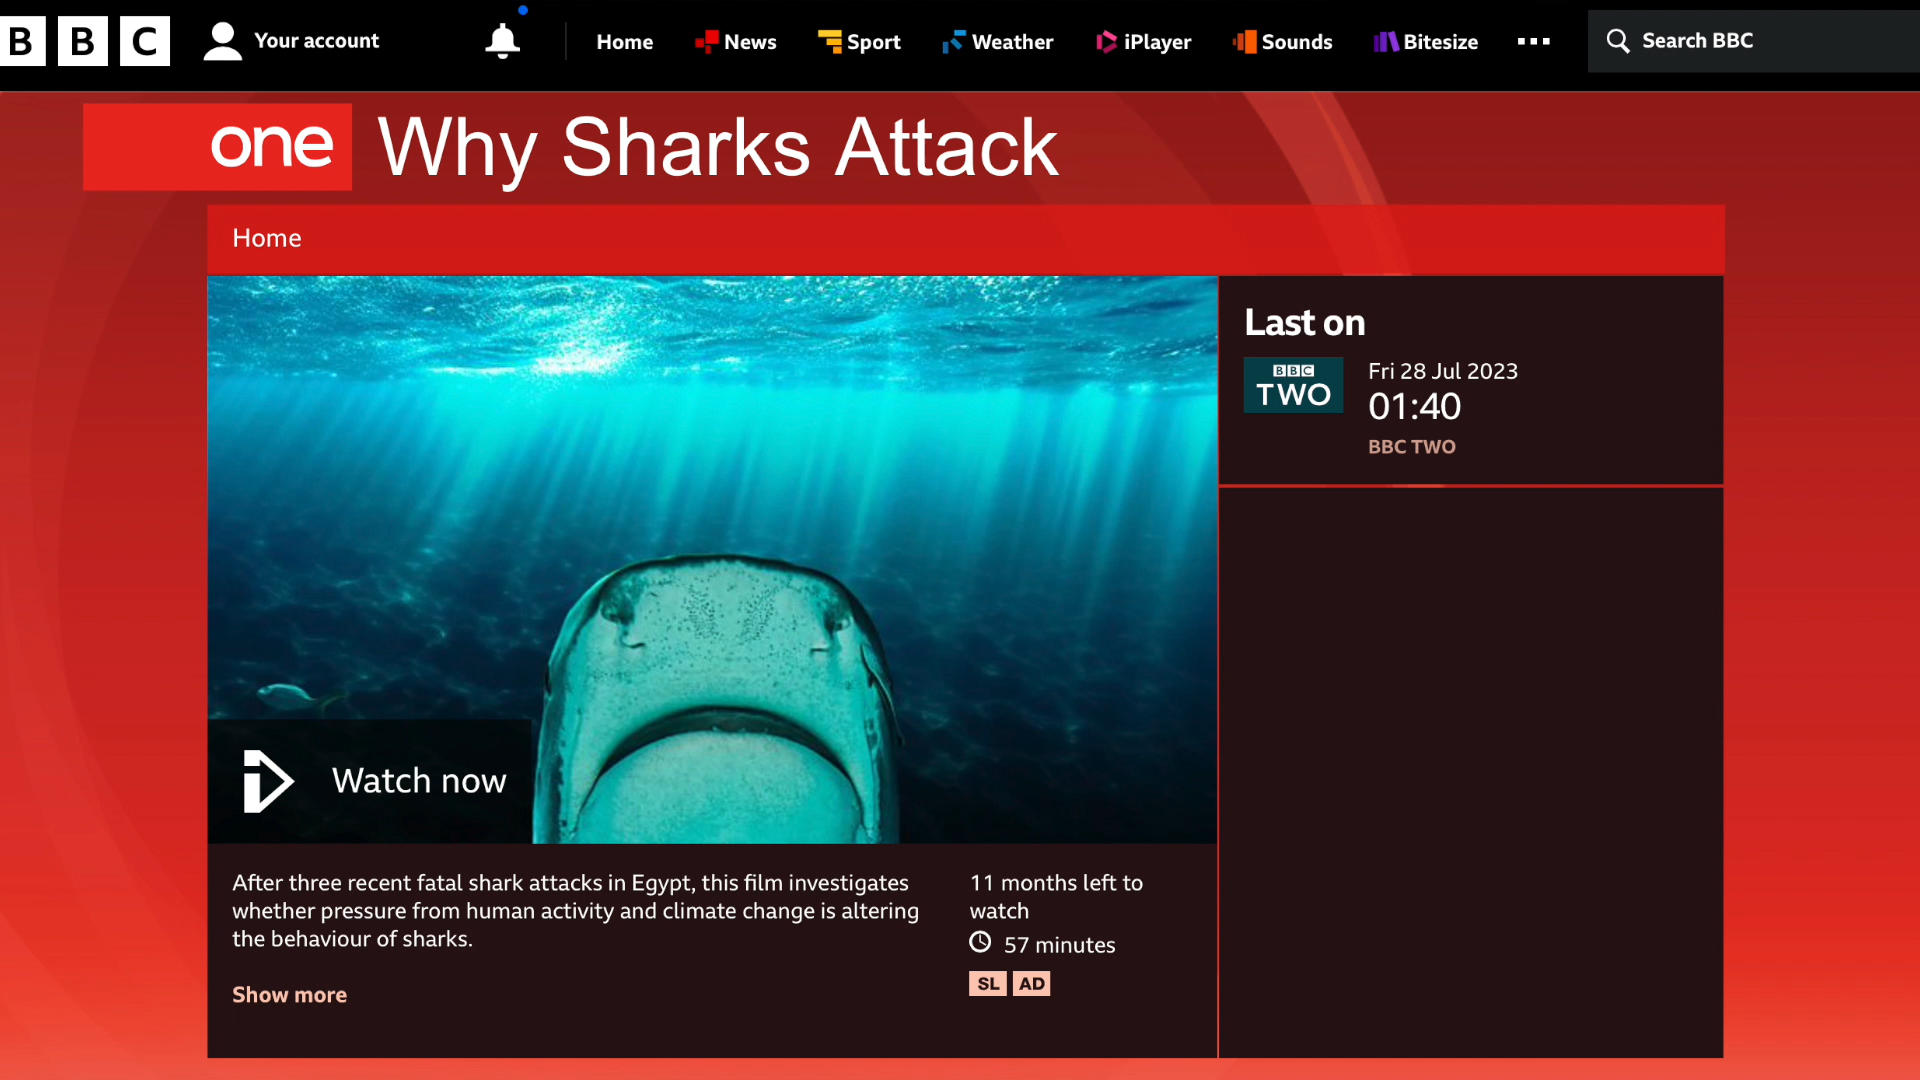 B B C
Your account
Home
News
Sport
Weather
iPlayer
Sounds
Bitesize
Search BBC
one
Why Sharks Attack
Home
Last on
BBC
TWO
Fri 28 Jul 2023
01:40
BBC TWO
Watch now
After three recent fatal shark attacks in Egypt, this film investigates
whether pressure from human activity and climate change is altering
the behaviour of sharks.
Show more
11 months left to
watch
57 minutes
SL AD